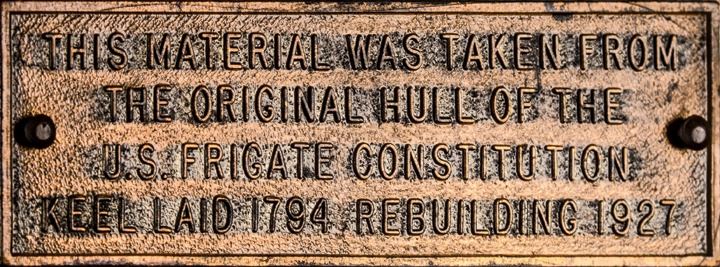 THIS MATERIAL WAS TAKEN FROM
THE ORIGINAL HULL OF THE
U.S. FRIGATE CONSTITUTION
KEEL LAID 1794 REBUILDING 1927